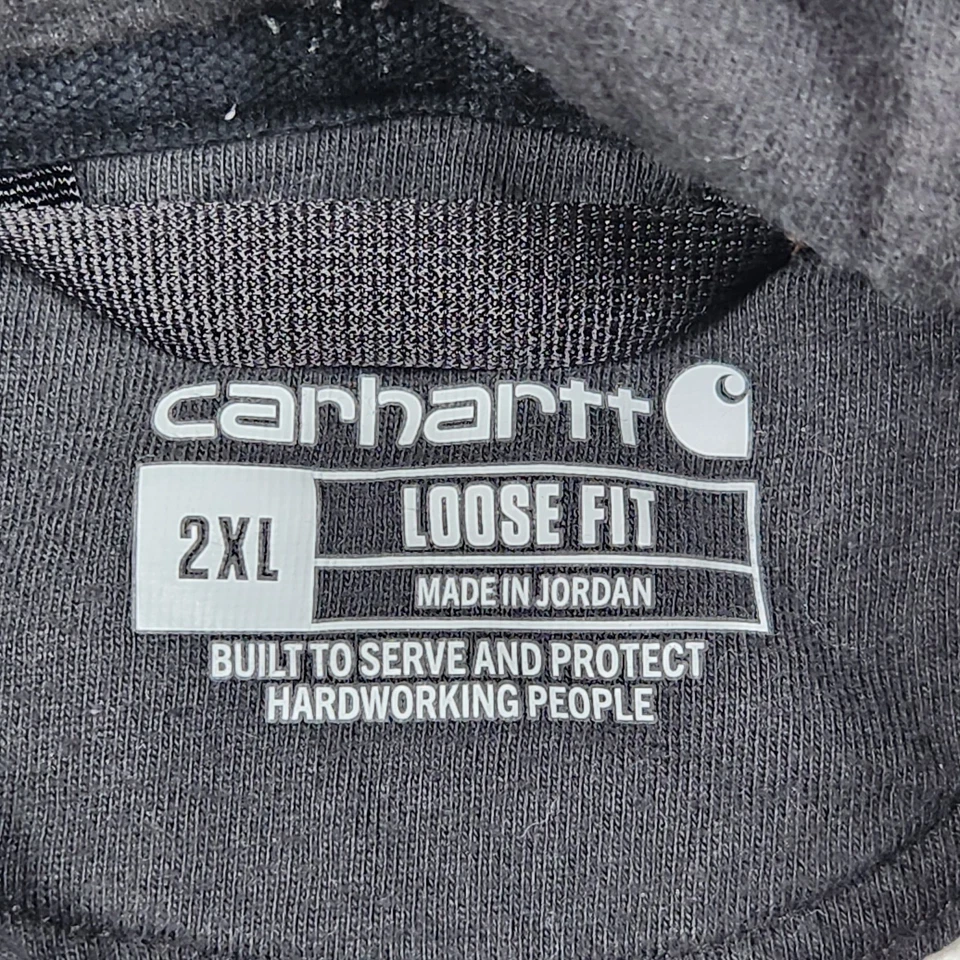 carhartt
2XL
LOOSE FIT
MADE IN JORDAN
BUILT TO SERVE AND PROTECT
HARDWORKING PEOPLE